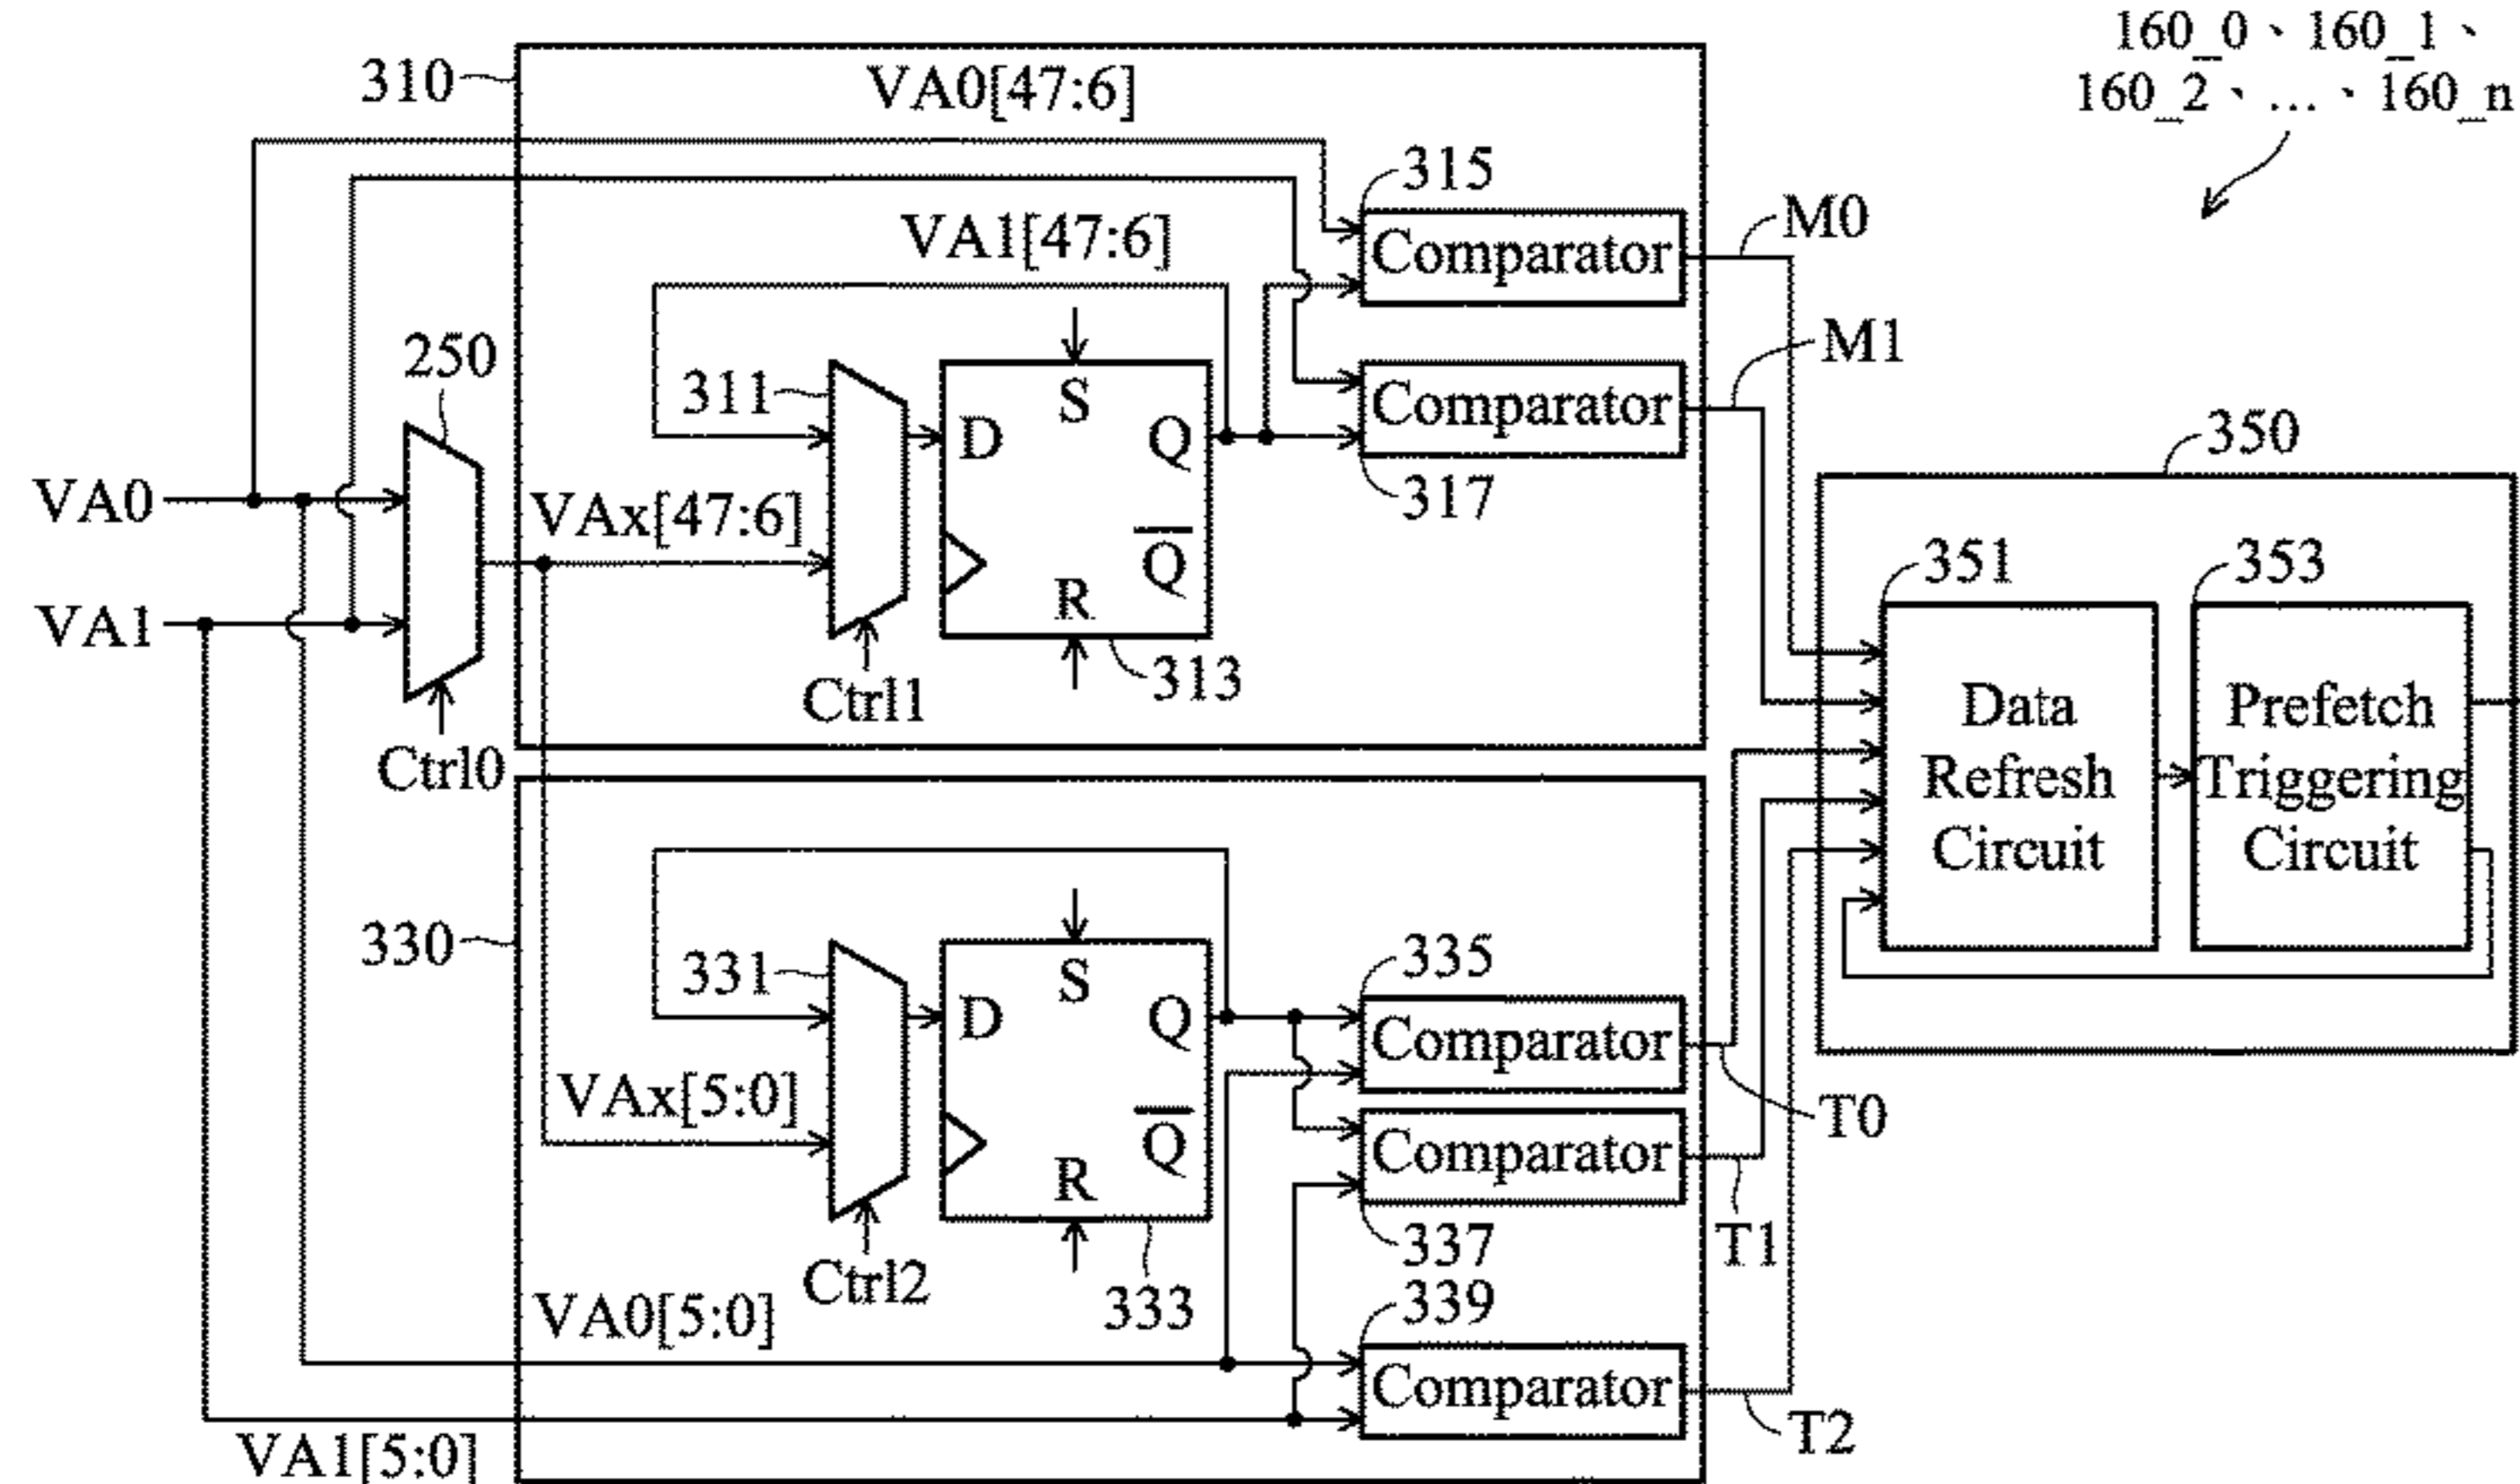 160_0、160_1、
160_2、…、160_n
310
VA0[47:6]
315
Comparator
M0
VA1[47:6]
250
311
S
D
Q
Comparator
M1
317
350
VA0
VAx[47:6]
Q
R
VA1
Ctrl1
313
Ctrl0
351
353
Data
Refresh
Circuit
Prefetch
Triggering
Circuit
330
331
S
D
Q
335
Comparator
T0
VAx[5:0]
Q
R
Comparator
T1
337
Ctrl2
333
VA0[5:0]
339
Comparator
T2
VA1[5:0]